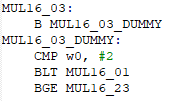 MUL16_03:
B MUL16_03_DUMMY
MUL16_03_DUMMY:
CMP w0, #2
BLT MUL16_01
BGE MUL16_23